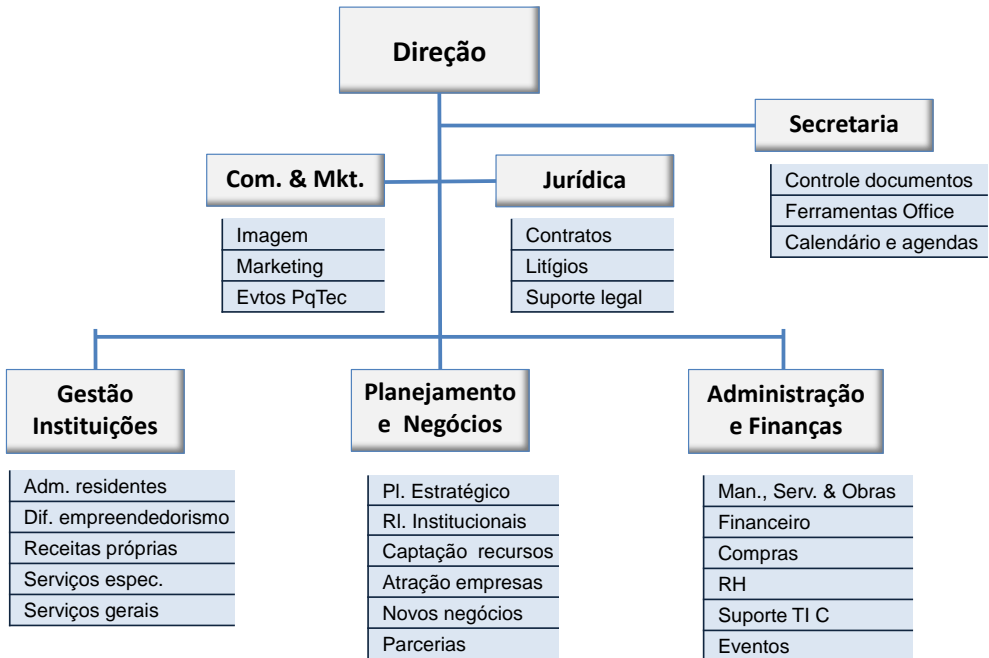 Direção
Secretaria
Controle documentos
Ferramentas Office
Calendário e agendas
Com. & Mkt.
Imagem
Marketing
Evtos PqTec
Jurídica
Contratos
Litígios
Suporte legal
Gestão
Instituições
Adm. residentes
Dif. empreendedorismo
Receitas próprias
Serviços espec.
Serviços gerais
Planejamento
e Negócios
Pl. Estratégico
Rl. Institucionais
Captação recursos
Atração empresas
Novos negócios
Parcerias
Administração
e Finanças
Man., Serv. & Obras
Financeiro
Compras
RH
Suporte TI C
Eventos